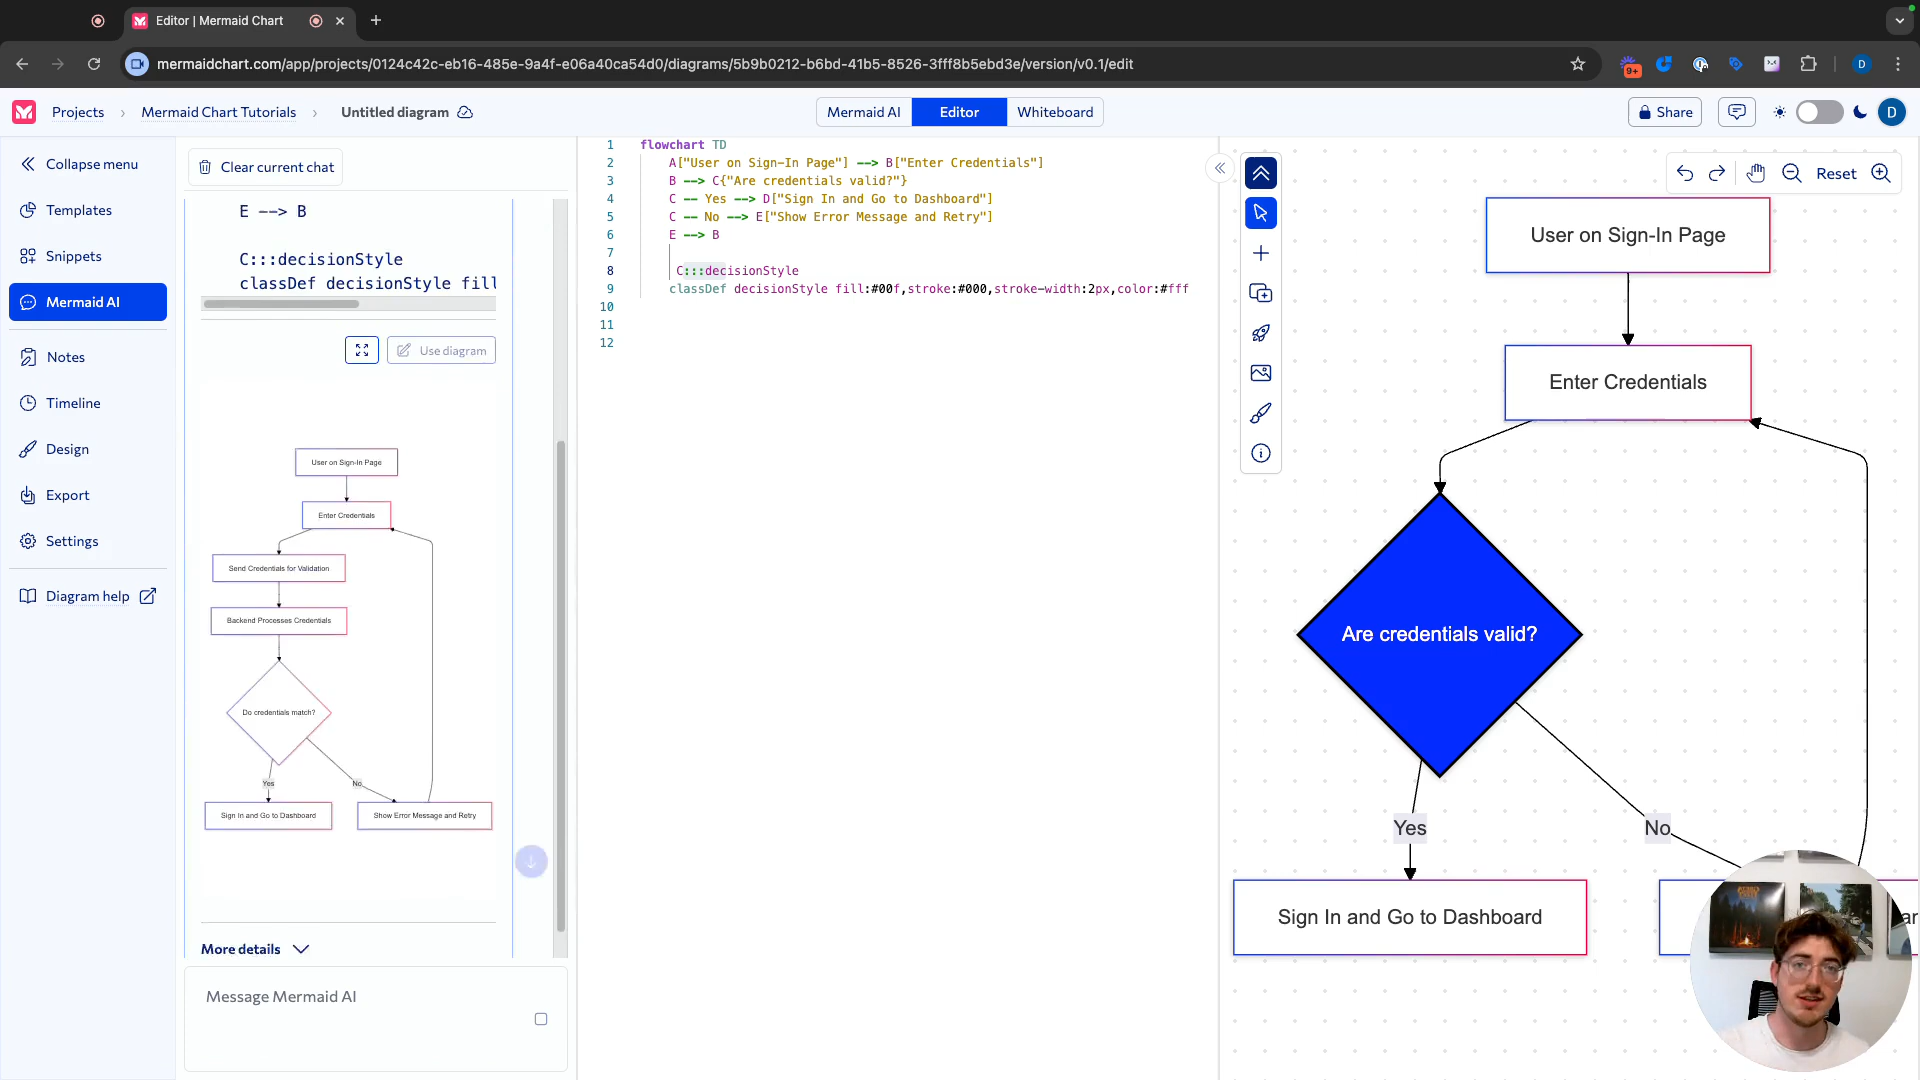 Editor | Mermaid Chart
mermaidchart.com/app/projects/0124c42c-eb16-485e-9a4f-e06a40ca54d0/diagrams/5b9b0212-b6bd-41b5-8526-3fff8b5ebd3e/version/v0.1/edit
9+
D
Projects
Mermaid Chart Tutorials
Untitled diagram
Mermaid AI
Editor
Whiteboard
Share
D
Collapse menu
Templates
Snippets
Mermaid AI
Notes
Timeline
Design
Export
Settings
Diagram help
Clear current chat
E --> B
C:::decisionStyle
classDef decisionStyle fill
Use diagram
User on Sign-In Page
Enter Credentials
Send Credentials for Validation
Backend Processes Credentials
Do credentials match?
Yes
No
Sign In and Go to Dashboard
Show Error Message and Retry
More details
Message Mermaid AI
1 flowchart TD
2 A["User on Sign-In Page"] --> B["Enter Credentials"]
3 B --> C{"Are credentials valid?"}
4 C -- Yes --> D["Sign In and Go to Dashboard"]
5 C -- No --> E["Show Error Message and Retry"]
6 E --> B
7
8 C:::decisionStyle
9 classDef decisionStyle fill:#00f,stroke:#000,stroke-width:2px,color:#fff
10
11
12
Reset
User on Sign-In Page
Enter Credentials
Are credentials valid?
Yes
No
Sign In and Go to Dashboard